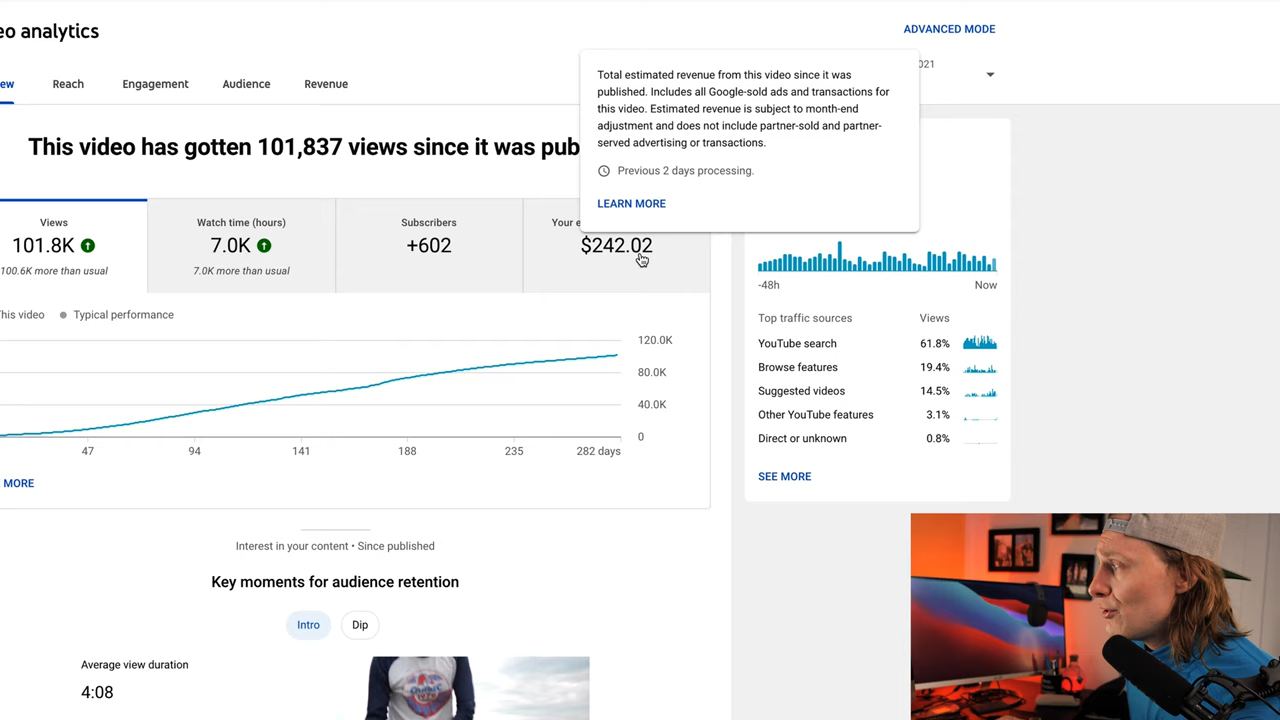 eo analytics
ADVANCED MODE
2021
ew
Reach
Engagement
Audience
Revenue
Total estimated revenue from this video since it was
published. Includes all Google-sold ads and transactions for
this video. Estimated revenue is subject to month-end
adjustment and does not include partner-sold and partner-
served advertising or transactions.
Previous 2 days processing.
LEARN MORE
This video has gotten 101,837 views since it was pub
Views
101.8K
100.6K more than usual
Watch time (hours)
7.0K
7.0K more than usual
Subscribers
+602
Your e
$242.02
This video
Typical performance
120.0K
80.0K
40.0K
0
47
94
141
188
235
282 days
MORE
-48h
Now
Top traffic sources
Views
YouTube search
61.8%
Browse features
19.4%
Suggested videos
14.5%
Other YouTube features
3.1%
Direct or unknown
0.8%
SEE MORE
Interest in your content • Since published
Key moments for audience retention
Intro
Dip
Average view duration
4:08